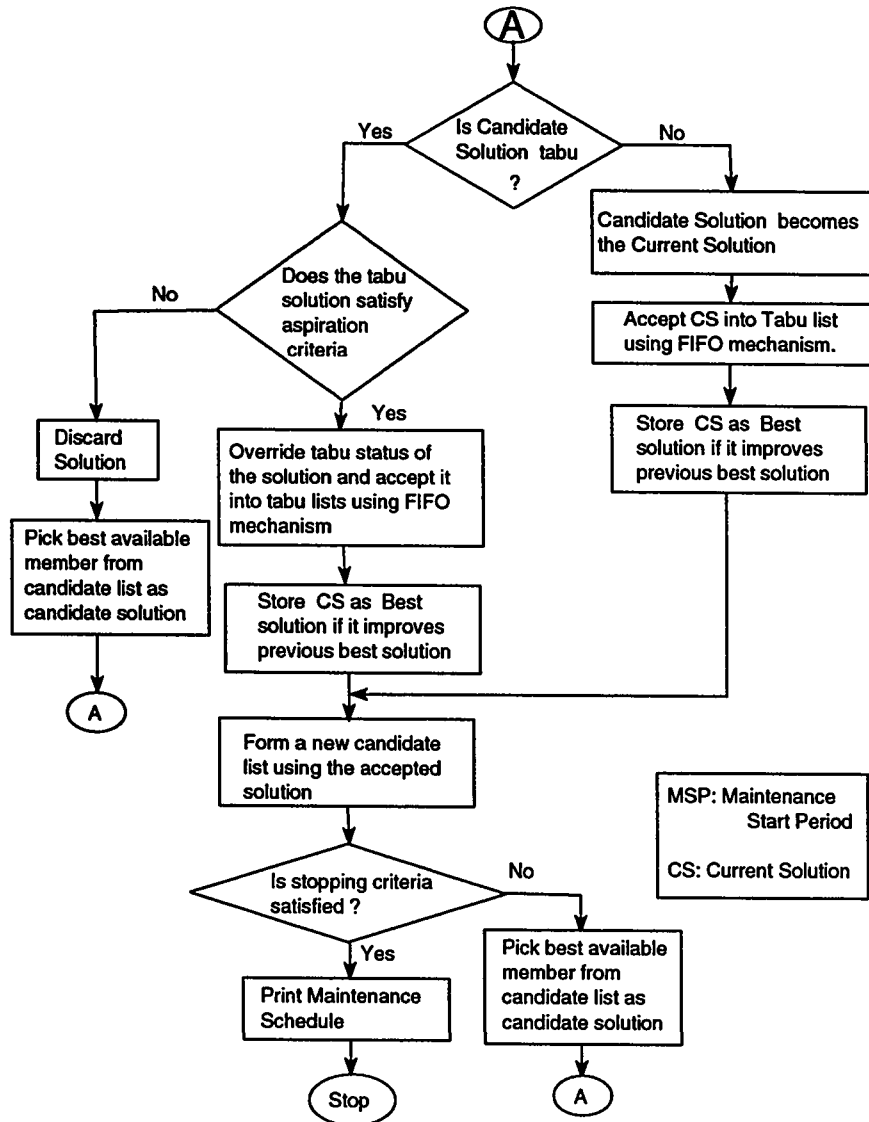 A
Is Candidate
Solution tabu
?
Yes
No
Candidate Solution becomes
the Current Solution
Does the tabu
solution satisfy
aspiration
criteria
No
Yes
Accept CS into Tabu list
using FIFO mechanism.
Store CS as Best
solution if it improves
previous best solution
Discard
Solution
Override tabu status of
the solution and accept it
into tabu lists using FIFO
mechanism
Pick best available
member from
candidate list as
candidate solution
Store CS as Best
solution if it improves
previous best solution
A
Form a new candidate
list using the accepted
solution
MSP: Maintenance
Start Period
CS: Current Solution
Is stopping criteria
satisfied ?
No
Yes
Pick best available
member from
candidate list as
candidate solution
Print Maintenance
Schedule
Stop
A